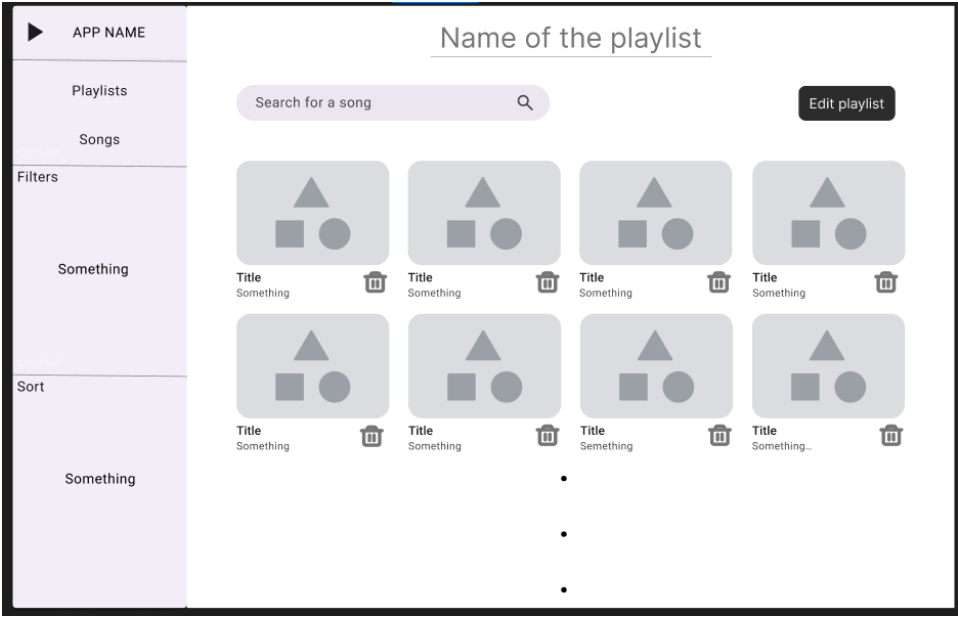 APP NAME
Playlists
Songs
Filters
Something
Sort
Something
Name of the playlist
Search for a song
Edit playlist
Title
Something
Title
Something
Title
Something
Title
Something
Title
Something
Title
Something
Title
Semething
Title
Something...